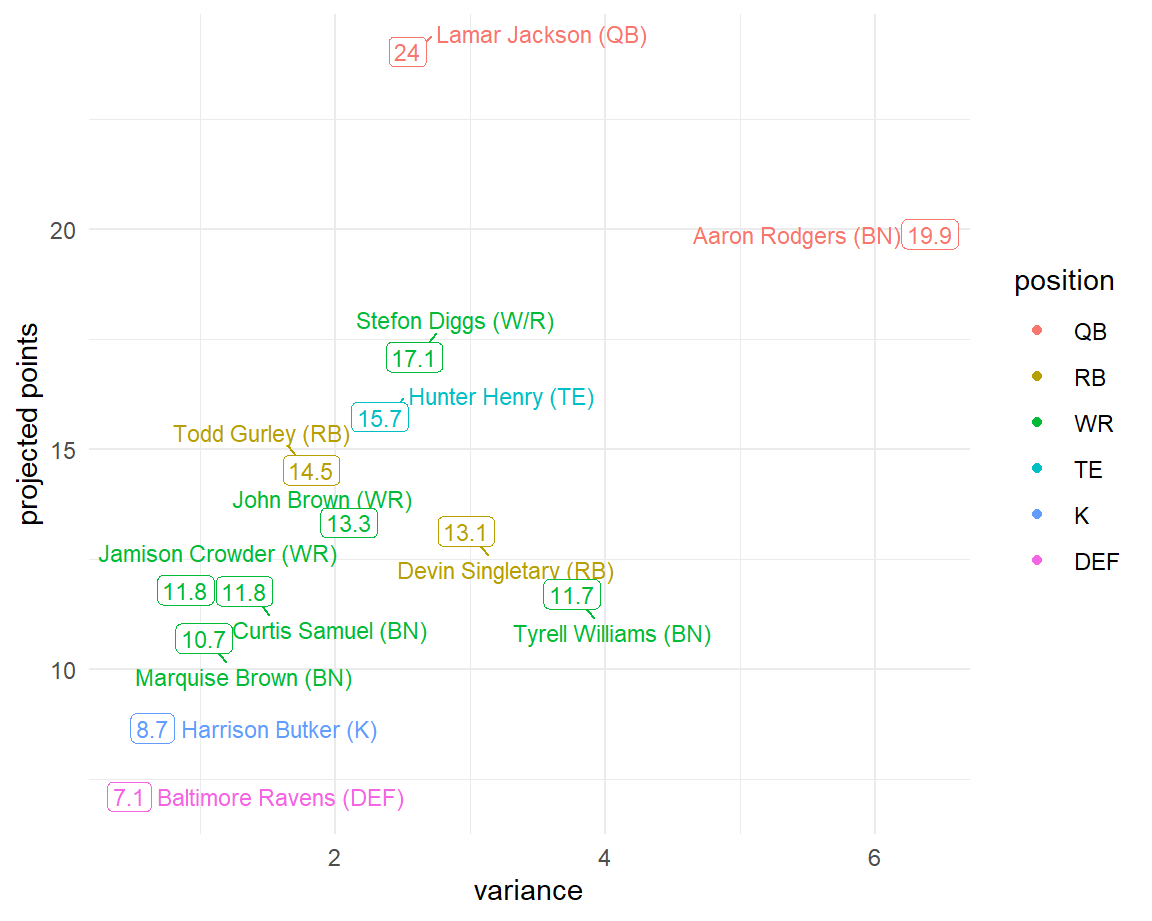 24
Lamar Jackson (QB)
20
Aaron Rodgers (BN)
19.9
Stefon Diggs (W/R)
17.1
Hunter Henry (TE)
15.7
Todd Gurley (RB)
15
14.5
John Brown (WR)
13.3
13.1
Devin Singletary (RB)
Jamison Crowder (WR)
11.8
11.8
11.7
Curtis Samuel (BN)
Tyrell Williams (BN)
10.7
10
Marquise Brown (BN)
8.7
Harrison Butker (K)
7.1
Baltimore Ravens (DEF)
2
4
6
variance
projected points
position
QB
RB
WR
TE
K
DEF